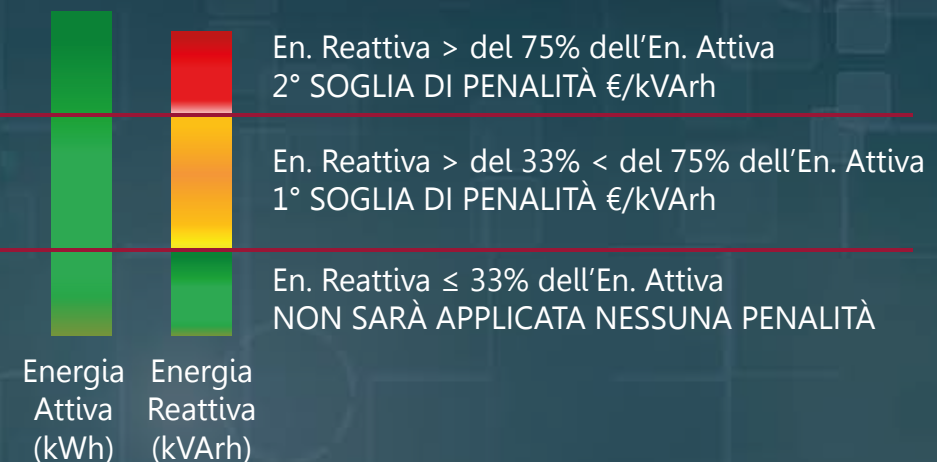 En. Reattiva > del 75% dell’En. Attiva
2° SOGLIA DI PENALITÀ €/kVArh
En. Reattiva > del 33% < del 75% dell’En. Attiva
1° SOGLIA DI PENALITÀ €/kVArh
En. Reattiva ≤ 33% dell’En. Attiva
NON SARÀ APPLICATA NESSUNA PENALITÀ
Energia
Attiva
(kWh)
Energia
Reattiva
(kVArh)